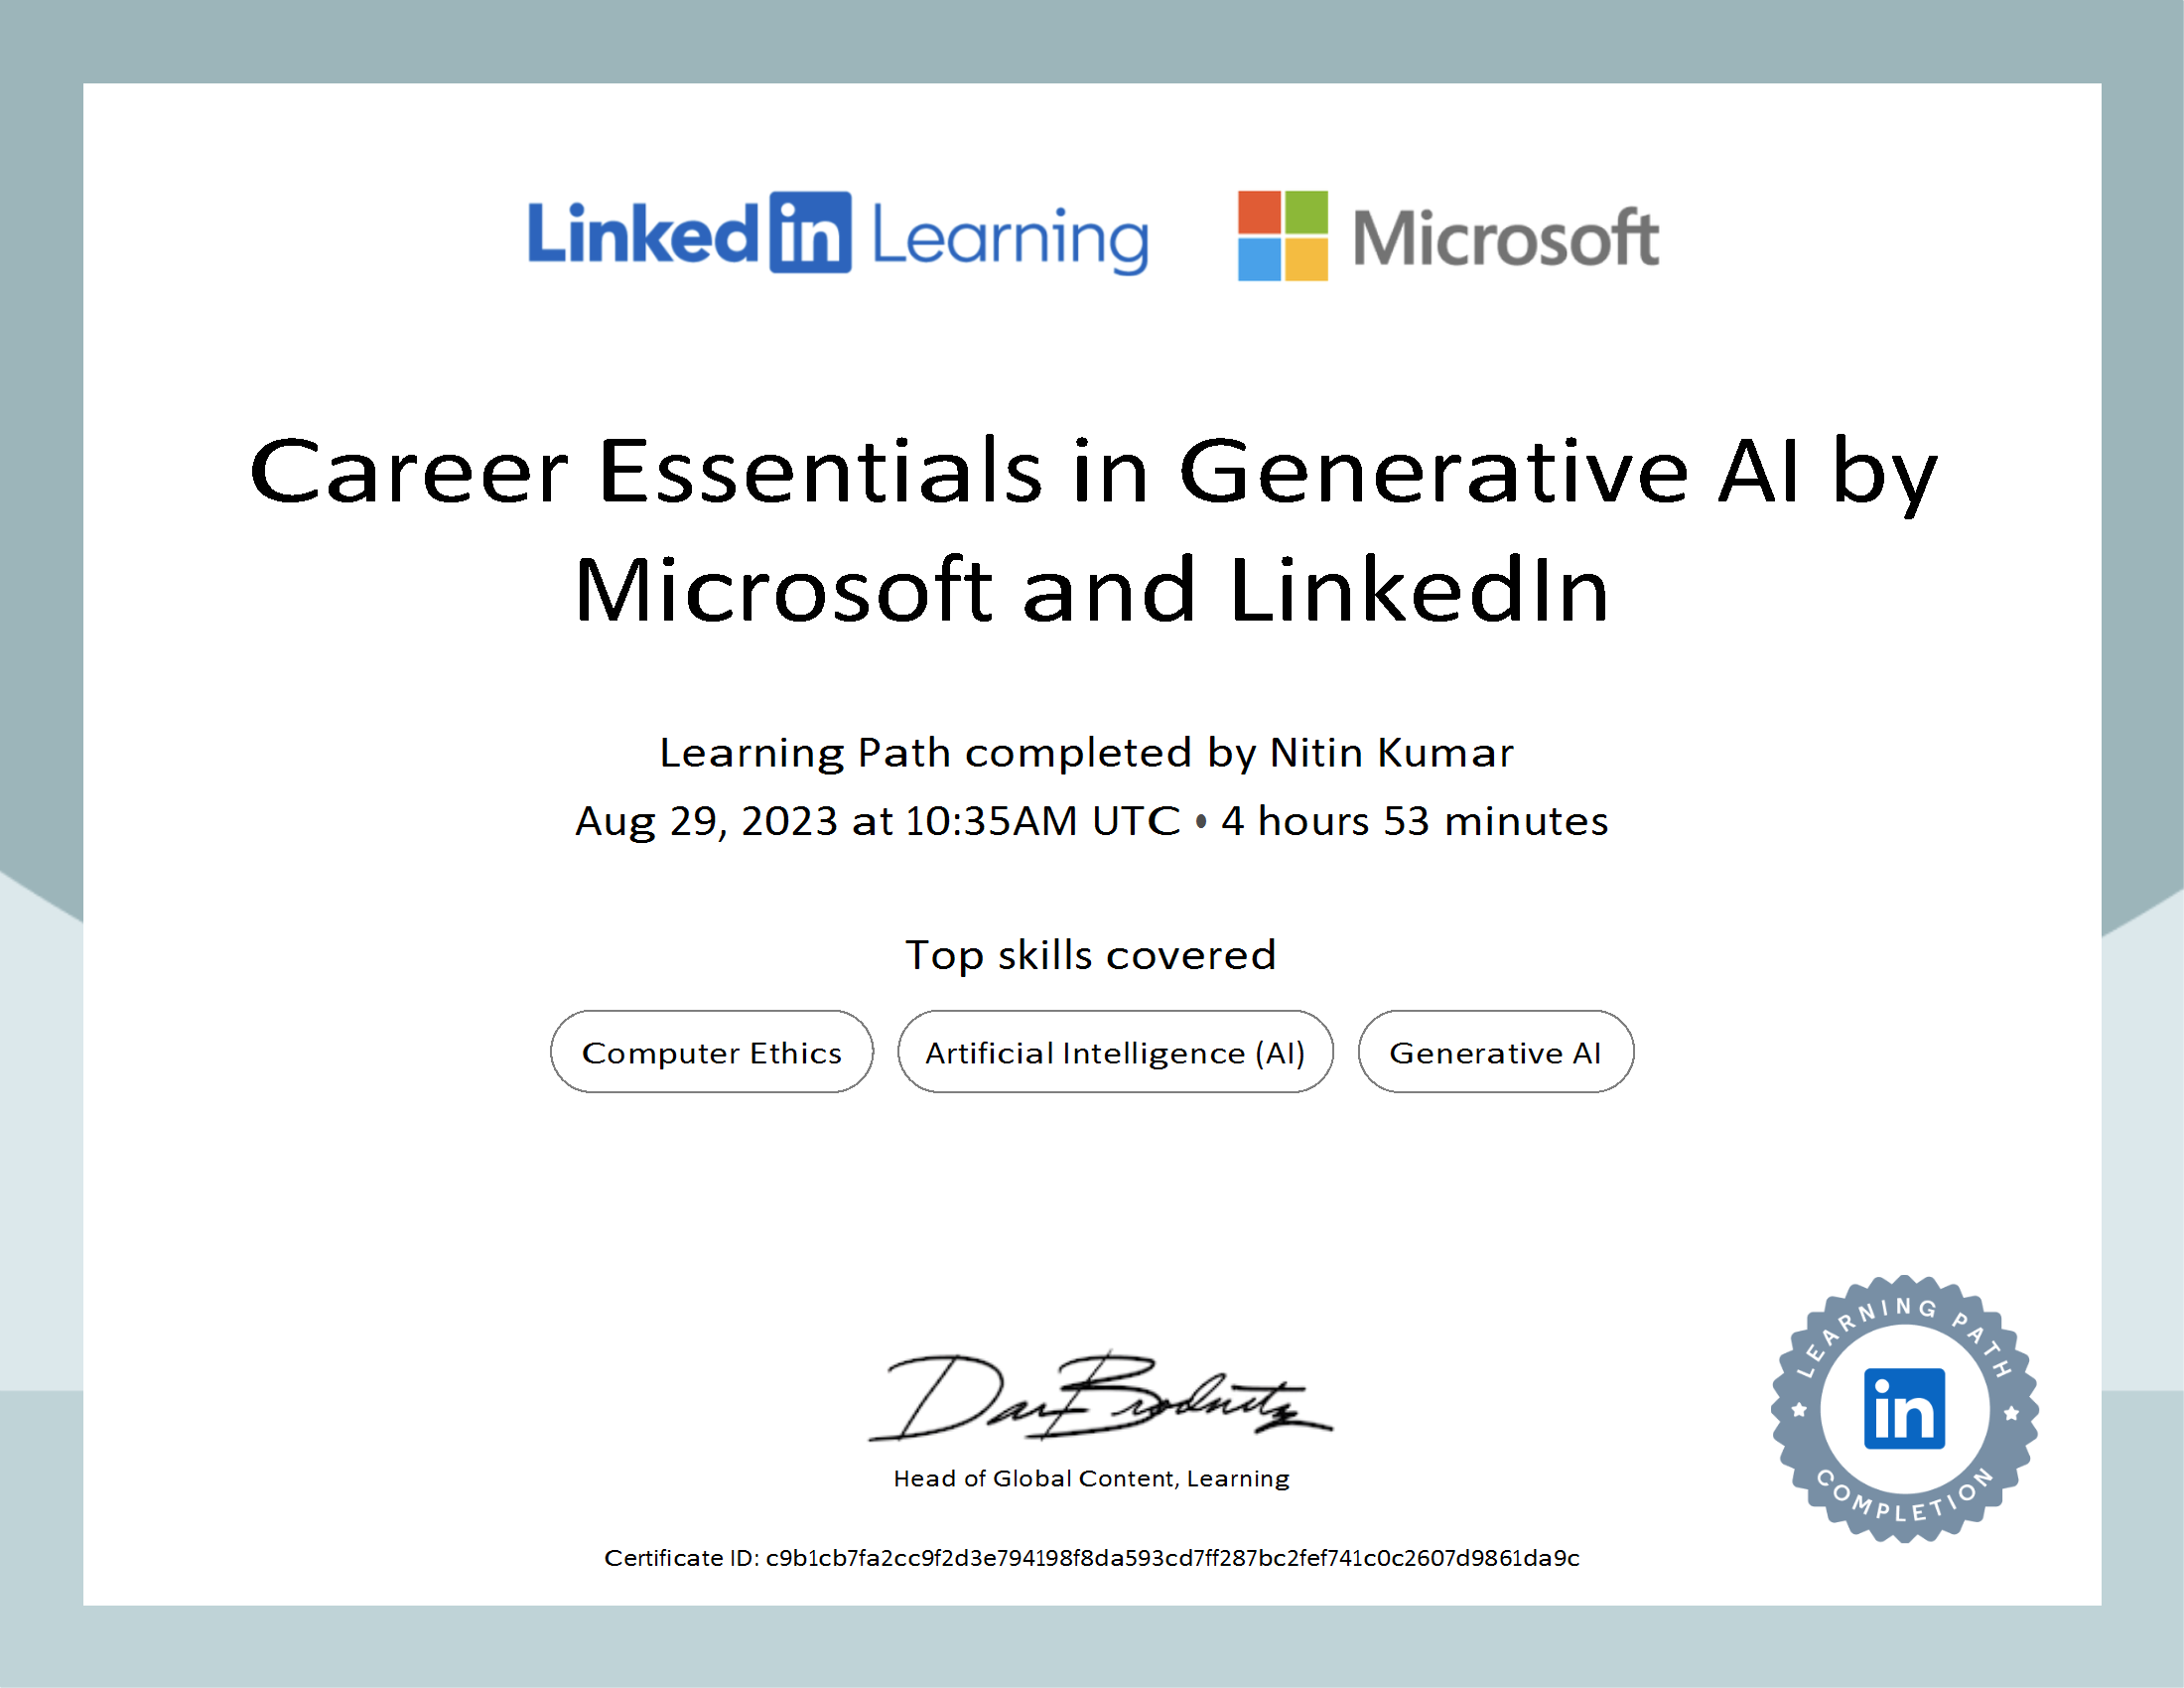 Linked in Learning Microsoft
Career Essentials in Generative AI by
Microsoft and LinkedIn
Learning Path completed by Nitin Kumar
Aug 29, 2023 at 10:35AM UTC • 4 hours 53 minutes
Top skills covered
Computer Ethics Artificial Intelligence (AI) Generative AI
Dan Brodnitz
Head of Global Content, Learning
Certificate ID: c9b1cb7fa2cc9f2d3e794198f8da593cd7ff287bc2fef741c0c2607d9861da9c
LEARNING PATH
in
COMPLETION